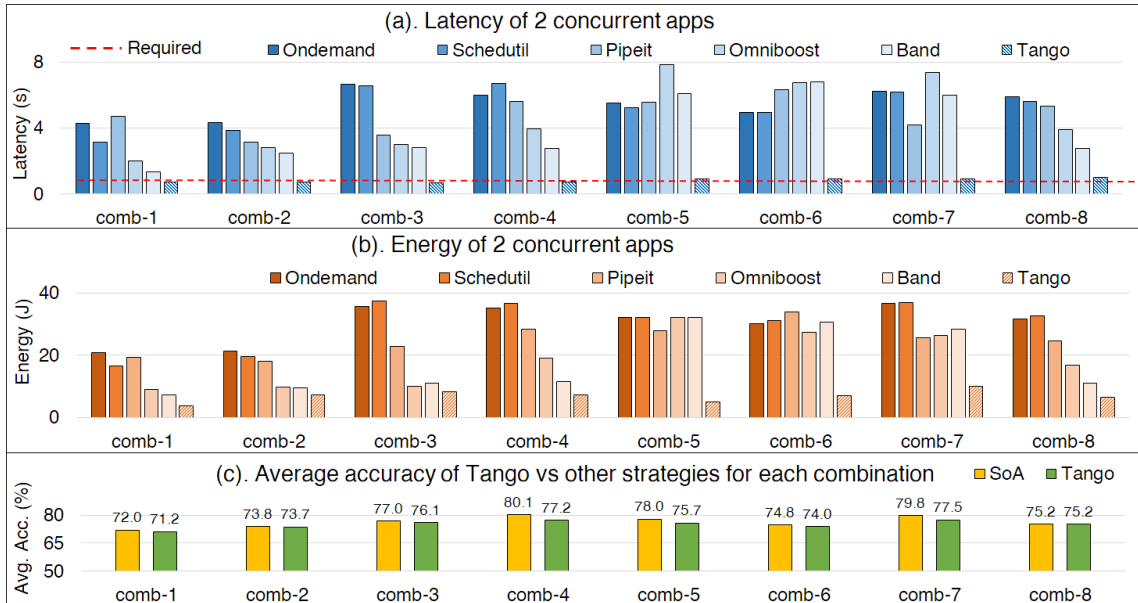 (a). Latency of 2 concurrent apps
Required Ondemand Schedutil Pipeit Omniboost Band Tango
Latency (s)
8
4
0
comb-1 comb-2 comb-3 comb-4 comb-5 comb-6 comb-7 comb-8
(b). Energy of 2 concurrent apps
Ondemand Schedutil Pipeit Omniboost Band Tango
Energy (J)
40
20
0
comb-1 comb-2 comb-3 comb-4 comb-5 comb-6 comb-7 comb-8
(c). Average accuracy of Tango vs other strategies for each combination
SoA Tango
Avg. Acc. (%)
80
65
50
72.0 71.2 73.8 73.7 77.0 76.1 80.1 77.2 78.0 75.7 74.8 74.0 79.8 77.5 75.2 75.2
comb-1 comb-2 comb-3 comb-4 comb-5 comb-6 comb-7 comb-8